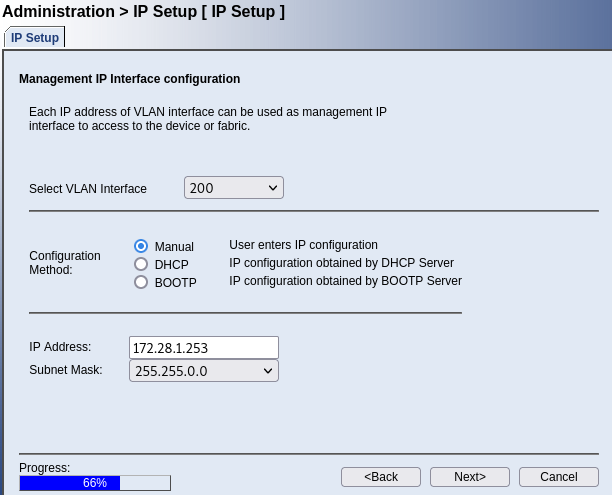 Administration > IP Setup [ IP Setup ]
IP Setup
Management IP Interface configuration
Each IP address of VLAN interface can be used as management IP
interface to access to the device or fabric.
Select VLAN Interface 200
Configuration
Method:
Manual User enters IP configuration
DHCP IP configuration obtained by DHCP Server
BOOTP IP configuration obtained by BOOTP Server
IP Address: 172.28.1.253
Subnet Mask: 255.255.0.0
Progress:
66%
<Back Next> Cancel